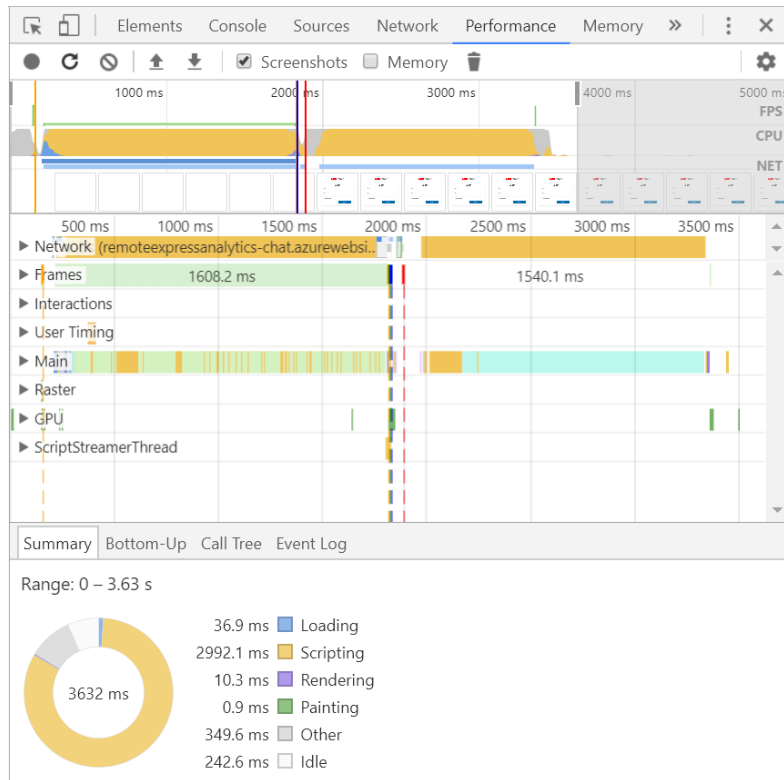 Elements Console Sources Network Performance Memory »
Screenshots Memory
1000 ms 2000 ms 3000 ms 4000 ms 5000 ms
FPS
CPU
NET
500 ms 1000 ms 1500 ms 2000 ms 2500 ms 3000 ms 3500 ms
Network (remoteexpressanalytics-chat.azurewebsi...
Frames 1608.2 ms 1540.1 ms
Interactions
User Timing
Main
Raster
GPU
ScriptStreamerThread
Summary Bottom-Up Call Tree Event Log
Range: 0 – 3.63 s
36.9 ms Loading
2992.1 ms Scripting
10.3 ms Rendering
3632 ms
0.9 ms Painting
349.6 ms Other
242.6 ms Idle